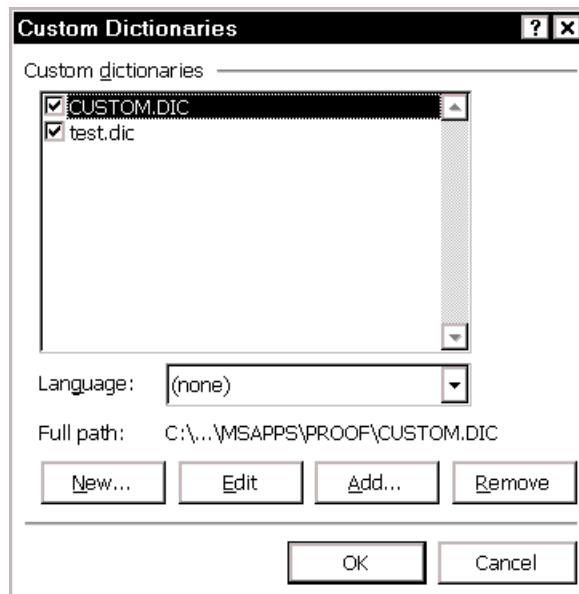 Custom Dictionaries ? X
Custom dictionaries
CUSTOM.DIC
test.dic
Language: (none)
Full path: C:\...\MSAPPS\PROOF\CUSTOM.DIC
New... Edit Add... Remove
OK Cancel